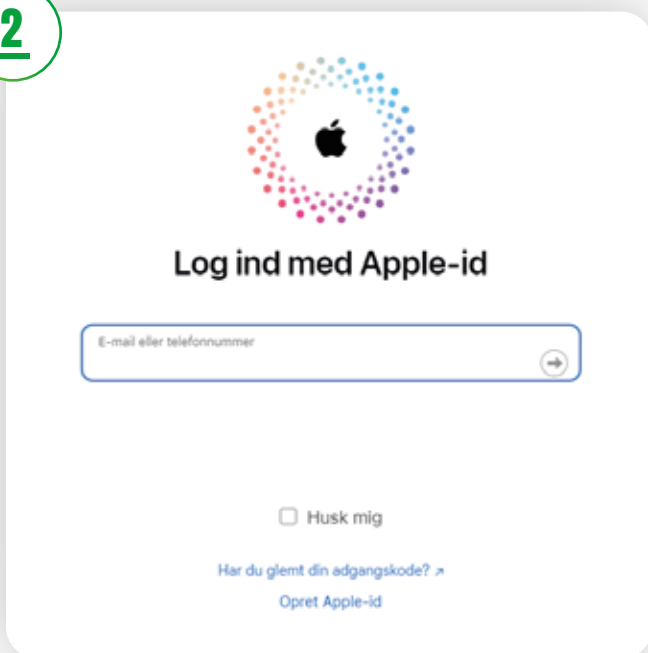 2
Log ind med Apple-id
E-mail eller telefonnummer
Husk mig
Har du glemt din adgangskode? ↗
Opret Apple-id